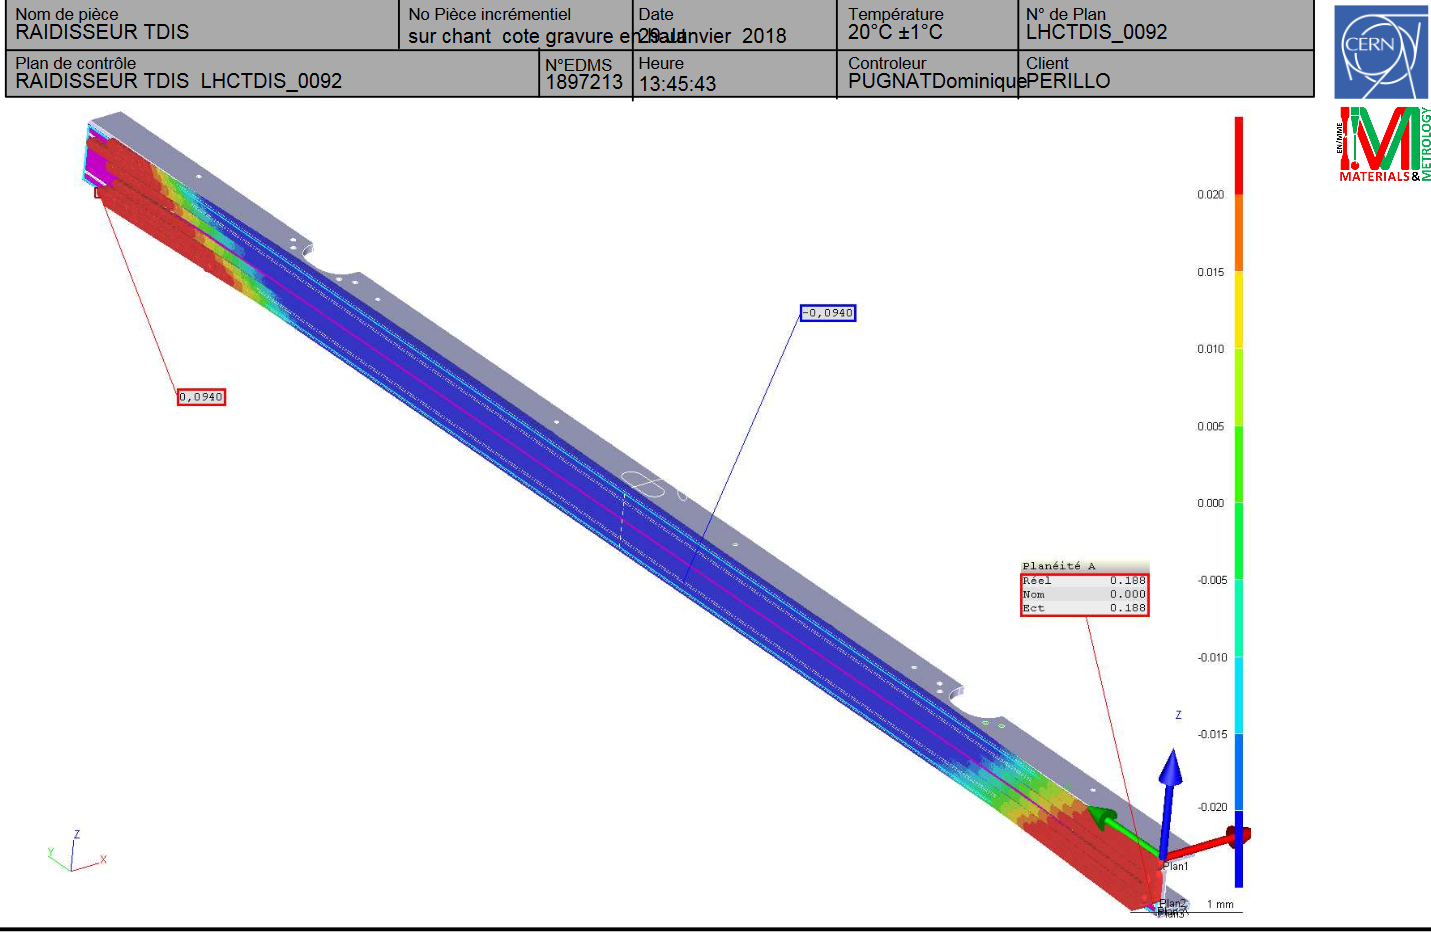 Nom de pièce
RAIDISSEUR TDIS
No Pièce incrémentiel
sur chant cote gravure en haut
Date
29 Janvier 2018
Température
20°C ±1°C
N° de Plan
LHCTDIS_0092
Plan de contrôle
RAIDISSEUR TDIS LHCTDIS_0092
N°EDMS
1897213
Heure
13:45:43
Controleur
PUGNATDominique
Client
PERILLO
CERN
EN/MME
METROLOGY
MATERIALS&
0.020
0.015
0.010
0.005
0.000
-0.005
-0.010
-0.015
-0.020
-0,0940
0,0940
Planéité A
Réel 0.188
Nom 0.000
Ect 0.188
Z
Plan1
Plan2
Plan3
1 mm
Z
Y
X